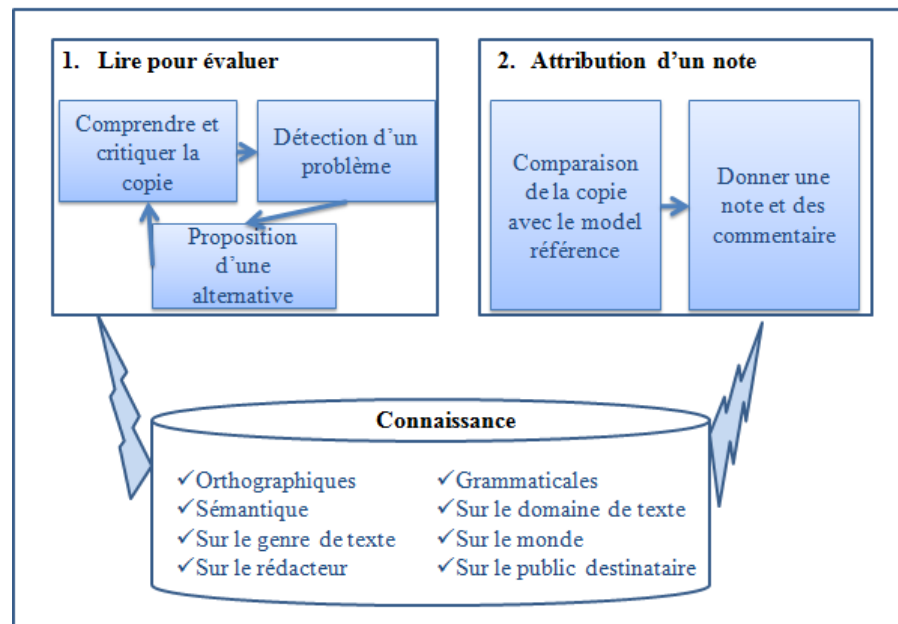 1. Lire pour évaluer
Comprendre et
critiquer la
copie
Détection d'un
problème
Proposition
d'une
alternative
2. Attribution d'un note
Comparaison
de la copie
avec le model
référence
Donner une
note et des
commentaire
Connaissance
✓Orthographiques
✓Sémantique
✓Sur le genre de texte
✓Sur le rédacteur
✓Grammaticales
✓Sur le domaine de texte
✓Sur le monde
✓Sur le public destinataire